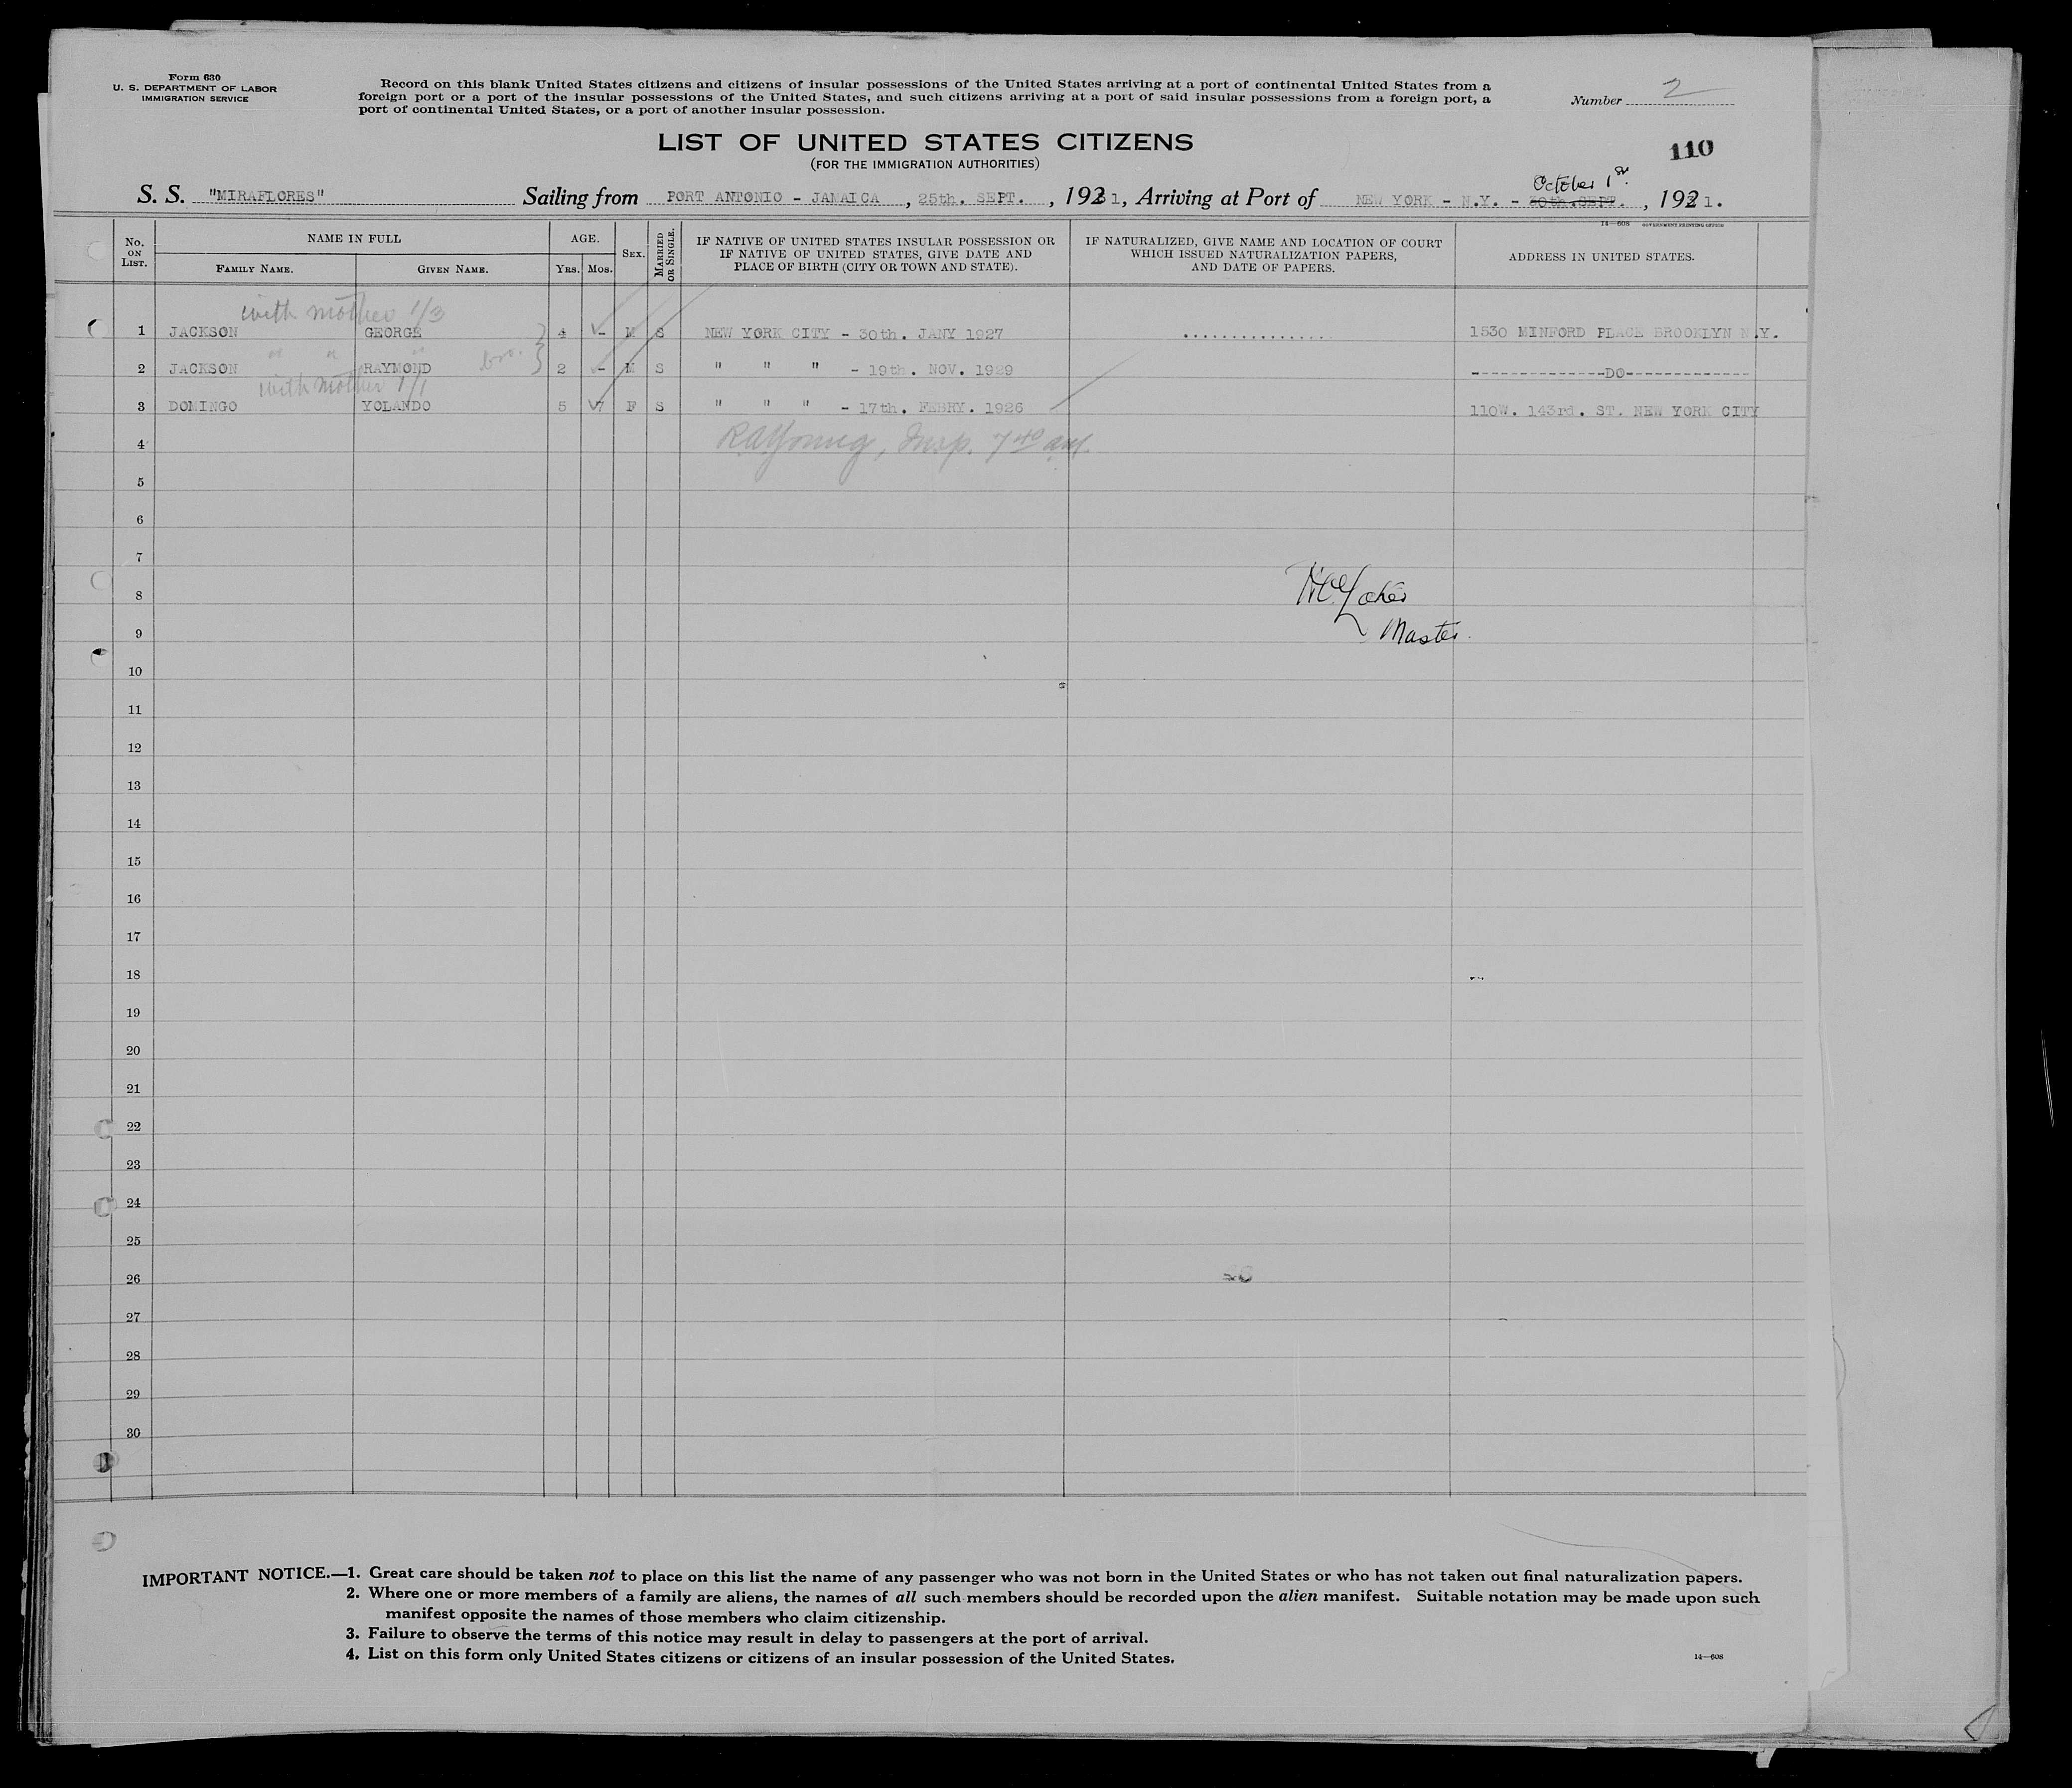 Form 630
U. S. DEPARTMENT OF LABOR
IMMIGRATION SERVICE
Record on this blank United States citizens and citizens of insular possessions of the United States arriving at a port of continental United States from a
foreign port or a port of the insular possessions of the United States, and such citizens arriving at a port of said insular possessions from a foreign port, a
port of continental United States, or a port of another insular possession.
Number 2
110
LIST OF UNITED STATES CITIZENS
(FOR THE IMMIGRATION AUTHORITIES)
October 1st.
S. S. "MIRAFLORES" Sailing from PORT ANTONIO - JAMAICA, 25th. SEPT., 1931, Arriving at Port of NEW YORK - N.Y. - 30th. SEPT., 1931.
14-608 GOVERNMENT PRINTING OFFICE
No. ON LIST. NAME IN FULL AGE. SEX. MARRIED OR SINGLE. IF NATIVE OF UNITED STATES INSULAR POSSESSION OR IF NATIVE OF UNITED STATES, GIVE DATE AND PLACE OF BIRTH (CITY OR TOWN AND STATE). IF NATURALIZED, GIVE NAME AND LOCATION OF COURT WHICH ISSUED NATURALIZATION PAPERS, AND DATE OF PAPERS. ADDRESS IN UNITED STATES.
FAMILY NAME. GIVEN NAME. YRS. MOS.
with mother 1/3
1 JACKSON GEORGE 4 - M S NEW YORK CITY - 30th. JANY 1927 ................ 1530 MINFORD PLACE BROOKLYN N.Y.
" " " bro.
2 JACKSON RAYMOND 2 - M S " " " - 19th. NOV. 1929 --------------DO-------------
with mother 1/1
3 DOMINGO YOLANDO 5 7 F S " " " - 17th. FEBRY. 1926 110W. 143rd. ST. NEW YORK CITY
4 RAYoung, Insp. 7 40 am.
5
6
7
8
9 Master.
10
11
12
13
14
15
16
17
18
19
20
21
22
23
24
25
26
27
28
29
30
IMPORTANT NOTICE.—1. Great care should be taken not to place on this list the name of any passenger who was not born in the United States or who has not taken out final naturalization papers.
2. Where one or more members of a family are aliens, the names of all such members should be recorded upon the alien manifest. Suitable notation may be made upon such
manifest opposite the names of those members who claim citizenship.
3. Failure to observe the terms of this notice may result in delay to passengers at the port of arrival.
4. List on this form only United States citizens or citizens of an insular possession of the United States.
14-608